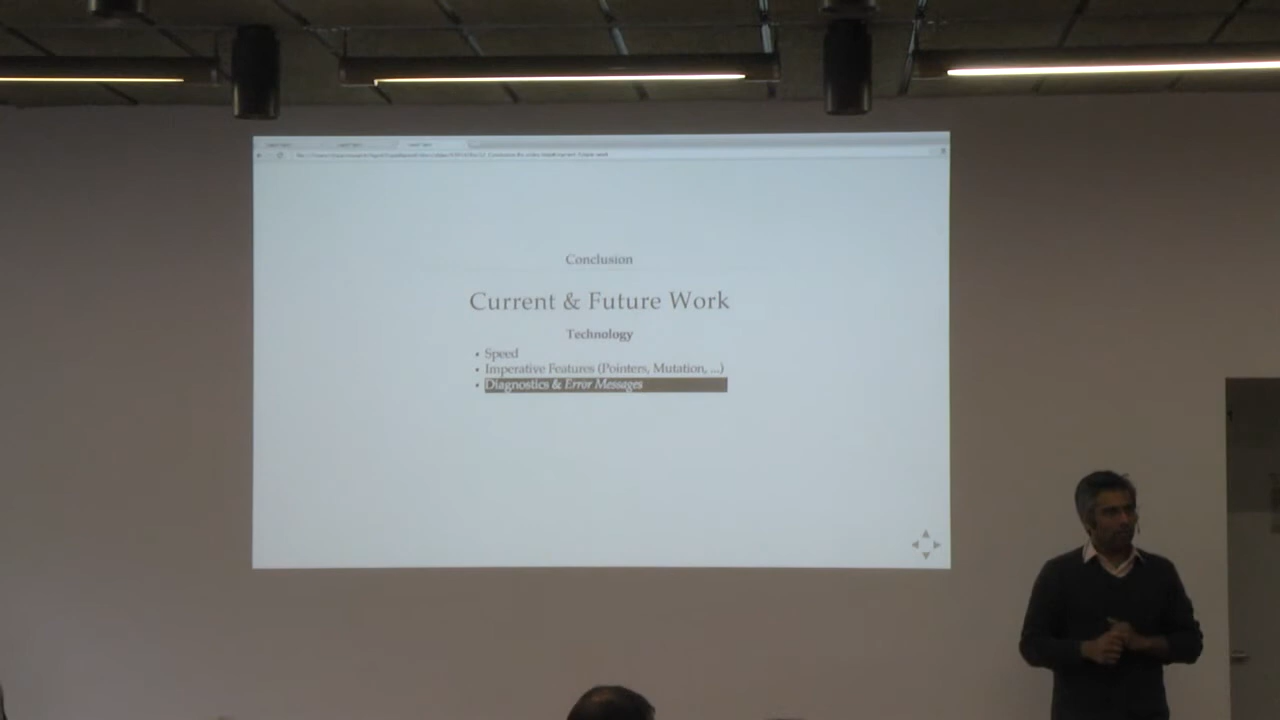 Conclusion
Current & Future Work
Technology
• Speed
• Imperative Features (Pointers, Mutation, ...)
• Diagnostics & Error Messages